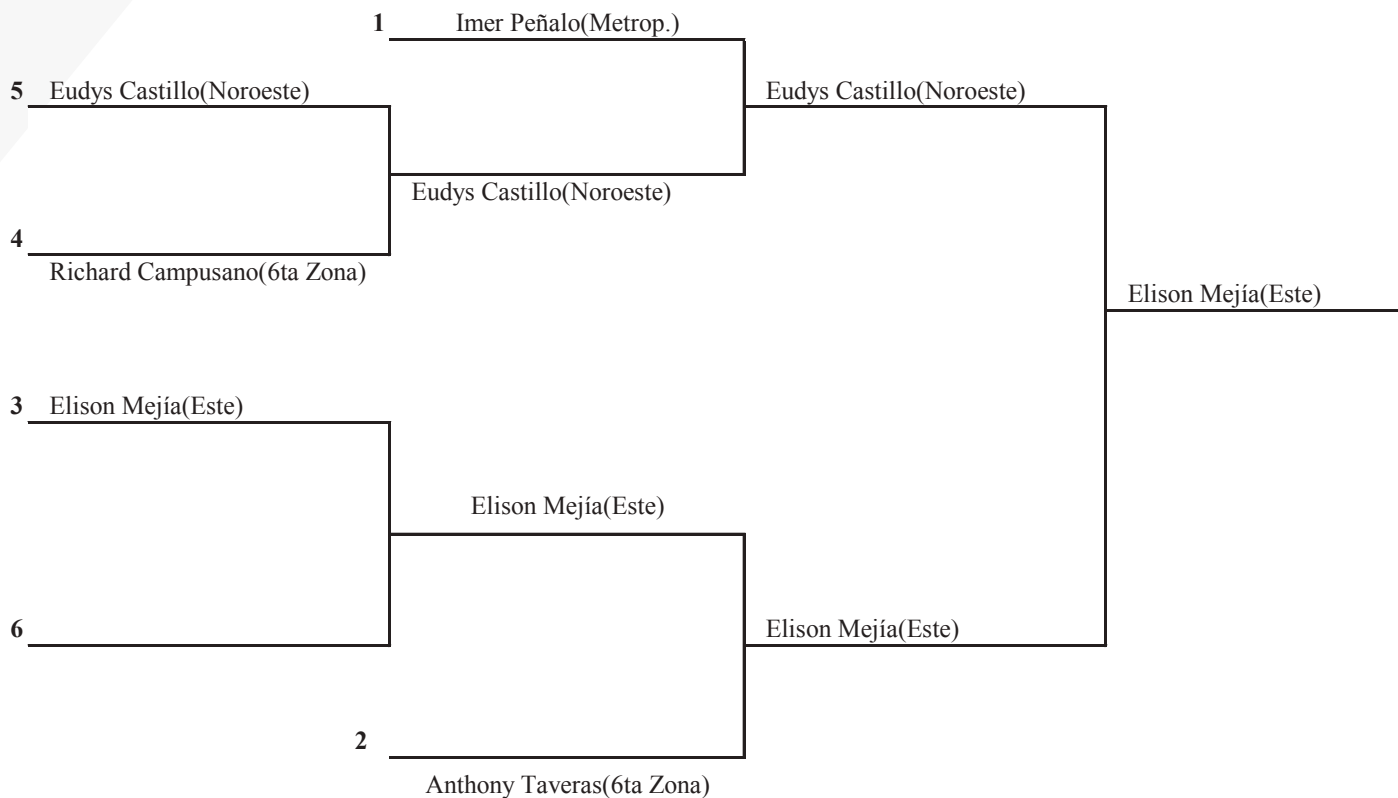 1 Imer Peñalo(Metrop.)
5 Eudys Castillo(Noroeste)
Eudys Castillo(Noroeste)
Eudys Castillo(Noroeste)
4
Richard Campusano(6ta Zona)
Elison Mejía(Este)
3 Elison Mejía(Este)
Elison Mejía(Este)
6
Elison Mejía(Este)
2
Anthony Taveras(6ta Zona)